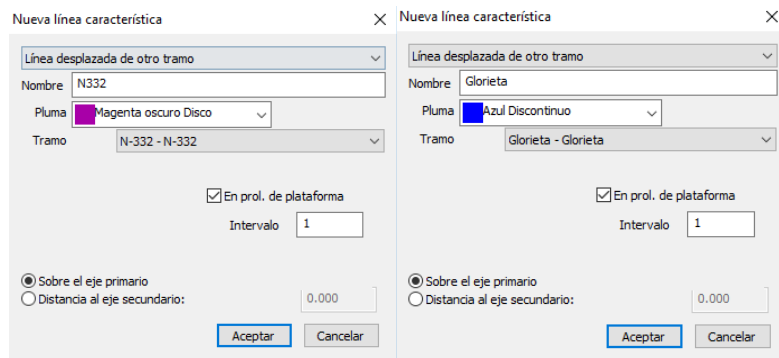 Nueva línea característica
Línea desplazada de otro tramo
Nombre N332
Pluma Magenta oscuro Disco
Tramo N-332 - N-332
En prol. de plataforma
Intervalo 1
Sobre el eje primario
Distancia al eje secundario: 0.000
Aceptar Cancelar
Nueva línea característica
Línea desplazada de otro tramo
Nombre Glorieta
Pluma Azul Discontinuo
Tramo Glorieta - Glorieta
En prol. de plataforma
Intervalo 1
Sobre el eje primario
Distancia al eje secundario: 0.000
Aceptar Cancelar